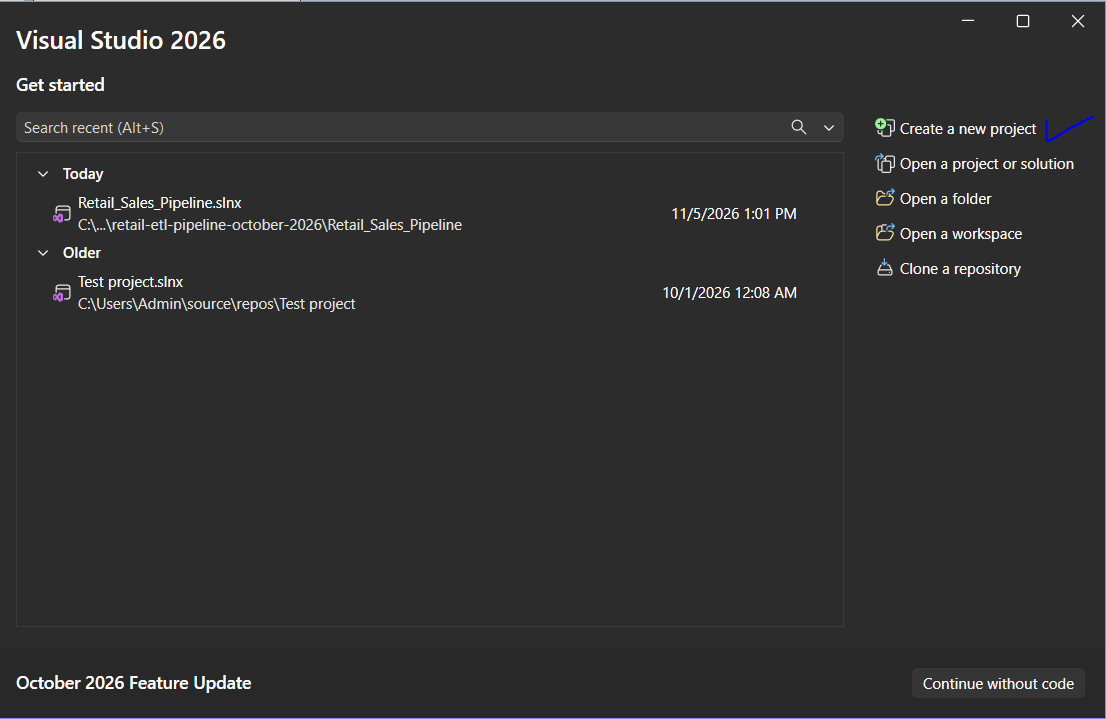 Visual Studio 2026
Get started
Search recent (Alt+S)
Today
Retail_Sales_Pipeline.slnx
C:\...\retail-etl-pipeline-october-2026\Retail_Sales_Pipeline
11/5/2026 1:01 PM
Older
Test project.slnx
C:\Users\Admin\source\repos\Test project
10/1/2026 12:08 AM
Create a new project
Open a project or solution
Open a folder
Open a workspace
Clone a repository
October 2026 Feature Update
Continue without code